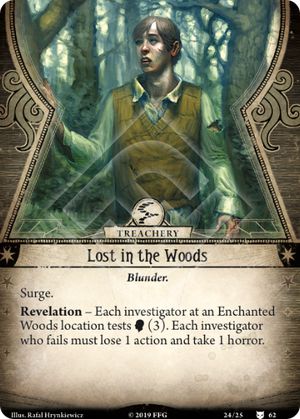 TREACHERY
Lost in the Woods
Blunder.
Surge.
Revelation – Each investigator at an Enchanted
Woods location tests (3). Each investigator
who fails must lose 1 action and take 1 horror.
Illus. Rafał Hrynkiewicz © 2019 FFG 24/25 62